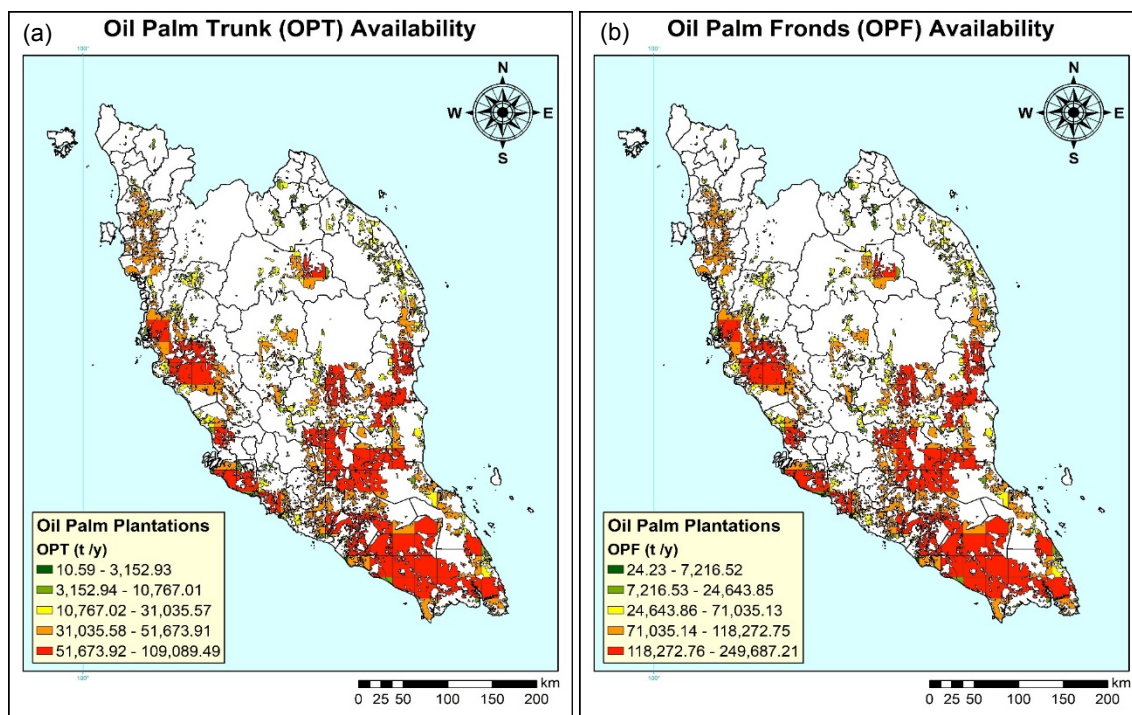 (a) Oil Palm Trunk (OPT) Availability
100°
N
W E
S
Oil Palm Plantations
OPT (t /y)
10.59 - 3,152.93
3,152.94 - 10,767.01
10,767.02 - 31,035.57
31,035.58 - 51,673.91
51,673.92 - 109,089.49
100°
km
0 25 50 100 150 200
(b) Oil Palm Fronds (OPF) Availability
100°
N
W E
S
Oil Palm Plantations
OPF (t /y)
24.23 - 7,216.52
7,216.53 - 24,643.85
24,643.86 - 71,035.13
71,035.14 - 118,272.75
118,272.76 - 249,687.21
100°
km
0 25 50 100 150 200